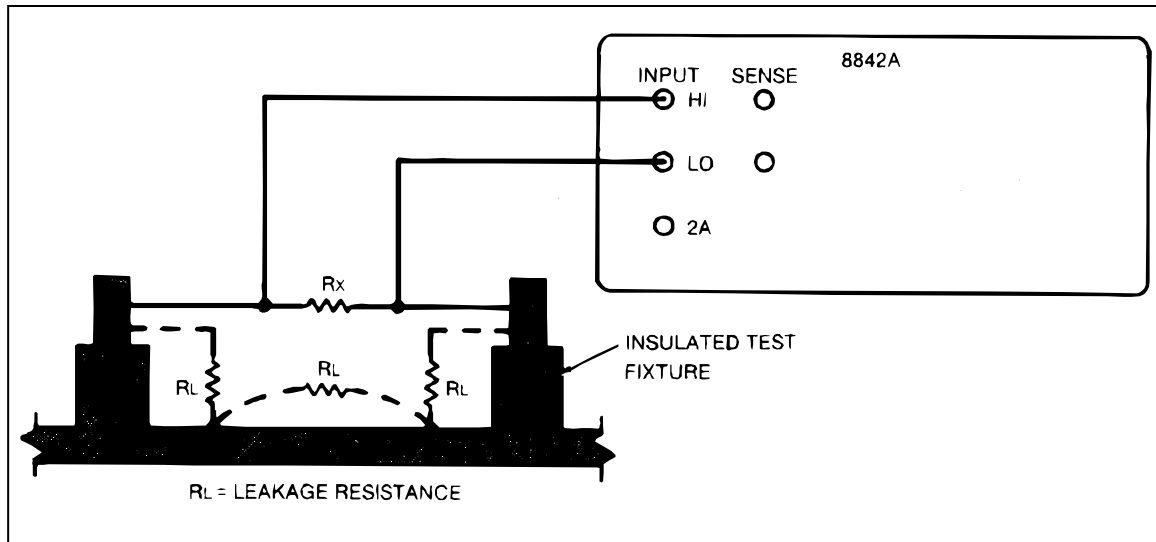 8842A
INPUT SENSE
HI
LO
2A
Rx
RL
RL
RL
INSULATED TEST
FIXTURE
RL = LEAKAGE RESISTANCE